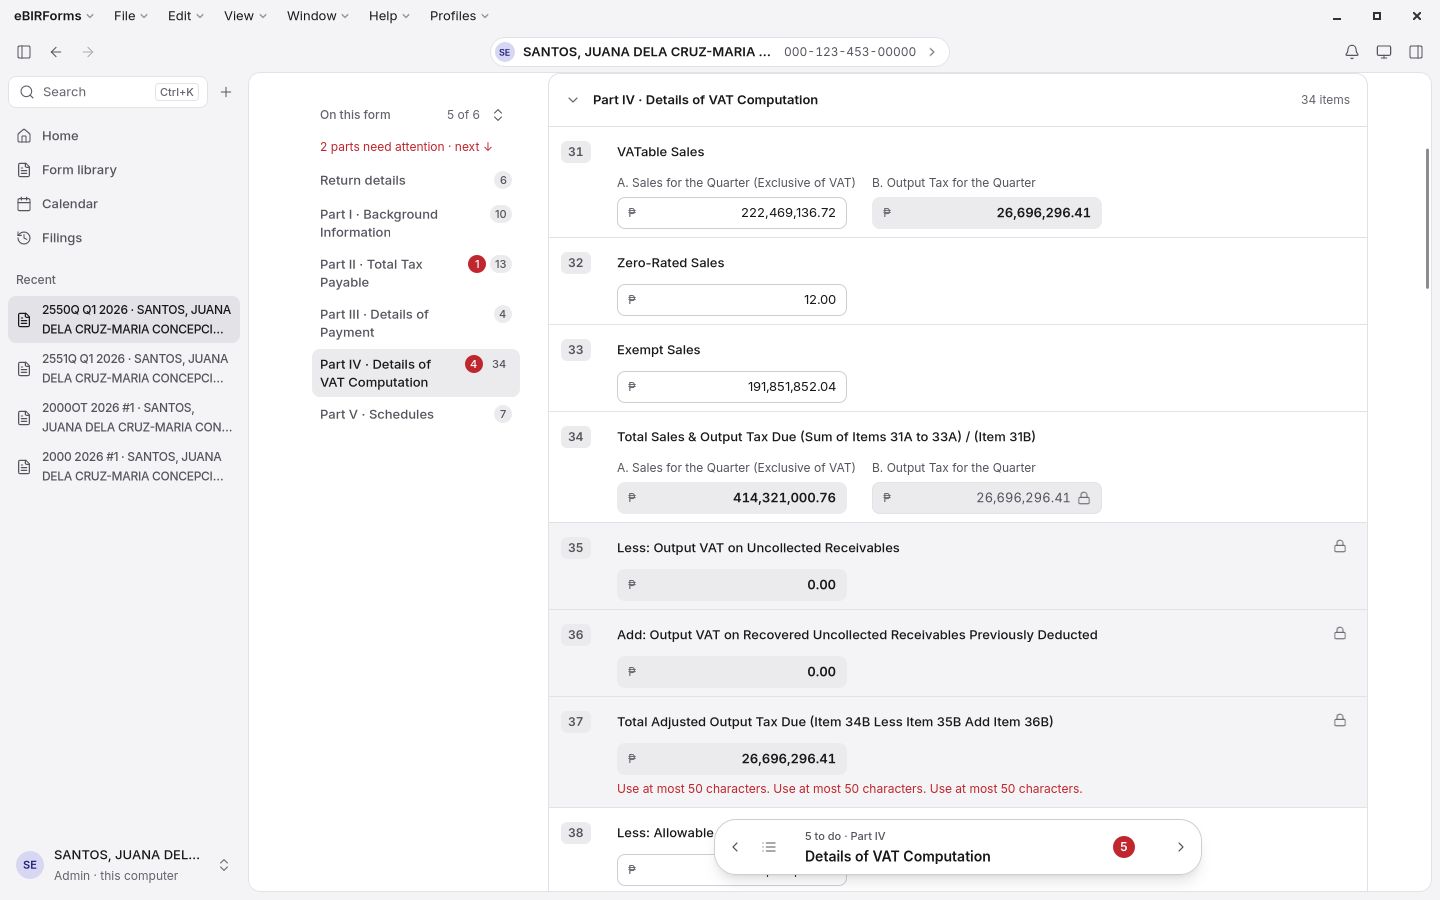 eBIRForms File Edit View Window Help Profiles
SE SANTOS, JUANA DELA CRUZ-MARIA ... 000-123-453-00000
Search Ctrl+K
Home
Form library
Calendar
Filings
Recent
2550Q Q1 2026 · SANTOS, JUANA
DELA CRUZ-MARIA CONCEPCI...
2551Q Q1 2026 · SANTOS, JUANA
DELA CRUZ-MARIA CONCEPCI...
2000OT 2026 #1 · SANTOS,
JUANA DELA CRUZ-MARIA CON...
2000 2026 #1 · SANTOS, JUANA
DELA CRUZ-MARIA CONCEPCI...
SE SANTOS, JUANA DEL...
Admin · this computer
On this form 5 of 6
2 parts need attention · next ↓
Return details 6
Part I · Background
Information 10
Part II · Total Tax
Payable 1 13
Part III · Details of
Payment 4
Part IV · Details of
VAT Computation 4 34
Part V · Schedules 7
Part IV · Details of VAT Computation 34 items
31 VATable Sales
A. Sales for the Quarter (Exclusive of VAT) B. Output Tax for the Quarter
₱ 222,469,136.72 ₱ 26,696,296.41
32 Zero-Rated Sales
₱ 12.00
33 Exempt Sales
₱ 191,851,852.04
34 Total Sales & Output Tax Due (Sum of Items 31A to 33A) / (Item 31B)
A. Sales for the Quarter (Exclusive of VAT) B. Output Tax for the Quarter
₱ 414,321,000.76 ₱ 26,696,296.41
35 Less: Output VAT on Uncollected Receivables
₱ 0.00
36 Add: Output VAT on Recovered Uncollected Receivables Previously Deducted
₱ 0.00
37 Total Adjusted Output Tax Due (Item 34B Less Item 35B Add Item 36B)
₱ 26,696,296.41
Use at most 50 characters. Use at most 50 characters. Use at most 50 characters.
38 Less: Allowable
₱
5 to do · Part IV
Details of VAT Computation 5